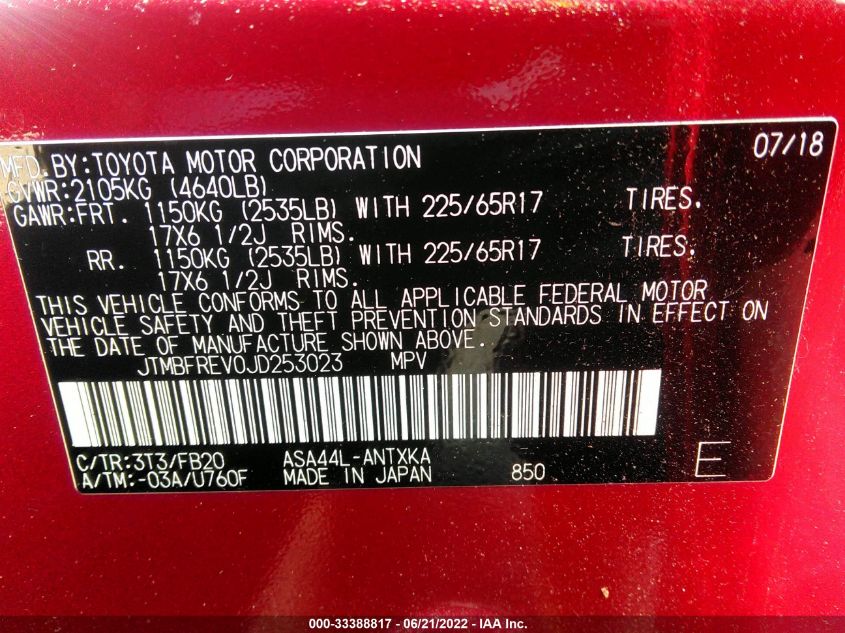 MFD. BY:TOYOTA MOTOR CORPORATION 07/18
GVWR:2105KG (4640LB)
GAWR:FRT. 1150KG (2535LB) WITH 225/65R17 TIRES.
17X6 1/2J RIMS.
RR. 1150KG (2535LB) WITH 225/65R17 TIRES.
17X6 1/2J RIMS.
THIS VEHICLE CONFORMS TO ALL APPLICABLE FEDERAL MOTOR
VEHICLE SAFETY AND THEFT PREVENTION STANDARDS IN EFFECT ON
THE DATE OF MANUFACTURE SHOWN ABOVE.
JTMBFREV0JD253023 MPV
C/TR:3T3/FB20 ASA44L-ANTXKA
A/TM:-03A/U760F MADE IN JAPAN 850 E
000-33388817 - 06/21/2022 - IAA Inc.